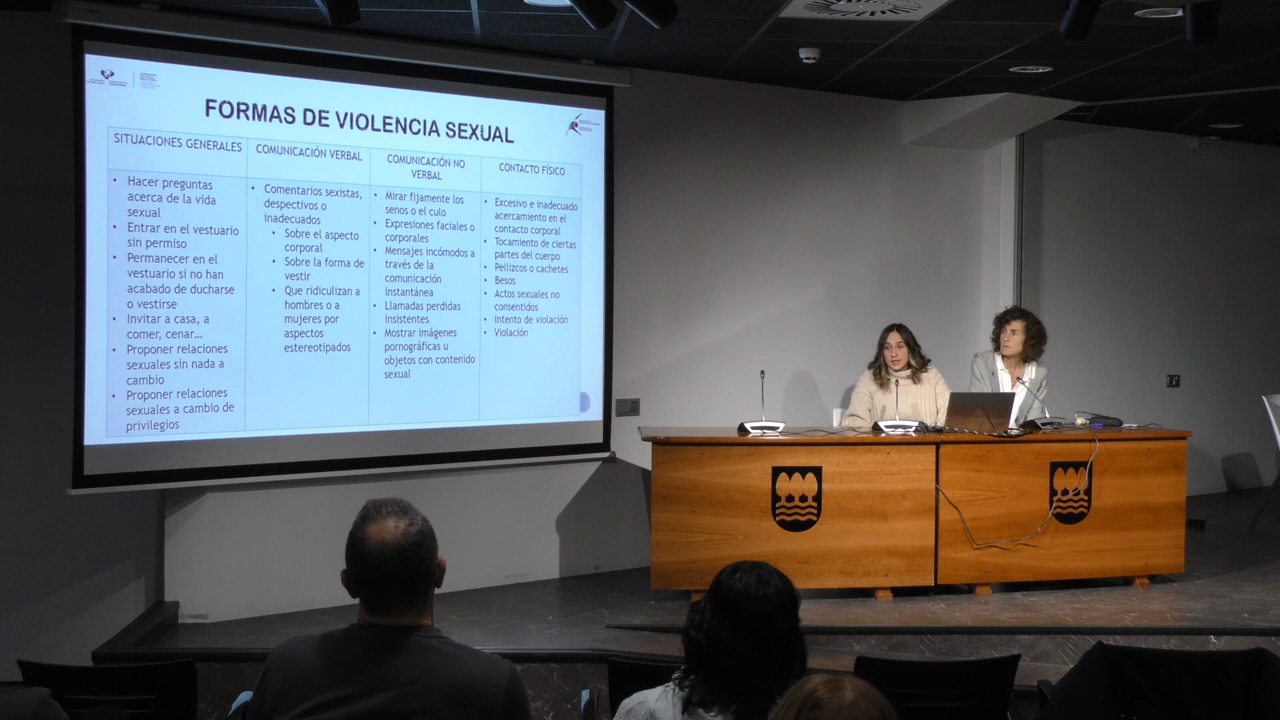 FORMAS DE VIOLENCIA SEXUAL
SITUACIONES GENERALES
• Hacer preguntas
acerca de la vida
sexual
• Entrar en el vestuario
sin permiso
• Permanecer en el
vestuario si no han
acabado de ducharse
o vestirse
• Invitar a casa, a
comer, cenar...
• Proponer relaciones
sexuales sin nada a
cambio
• Proponer relaciones
sexuales a cambio de
privilegios
COMUNICACIÓN VERBAL
• Comentarios sexistas,
despectivos o
inadecuados
• Sobre el aspecto
corporal
• Sobre la forma de
vestir
• Que ridiculizan a
hombres o a
mujeres por
aspectos
estereotipados
COMUNICACIÓN NO
VERBAL
• Mirar fijamente los
senos o el culo
• Expresiones faciales o
corporales
• Mensajes incómodos a
través de la
comunicación
instantánea
• Llamadas perdidas
insistentes
• Mostrar imágenes
pornográficas u
objetos con contenido
sexual
CONTACTO FÍSICO
• Excesivo e inadecuado
acercamiento en el
contacto corporal
• Tocamiento de ciertas
partes del cuerpo
• Pellizcos o cachetes
• Besos
• Actos sexuales no
consentidos
• Intento de violación
• Violación